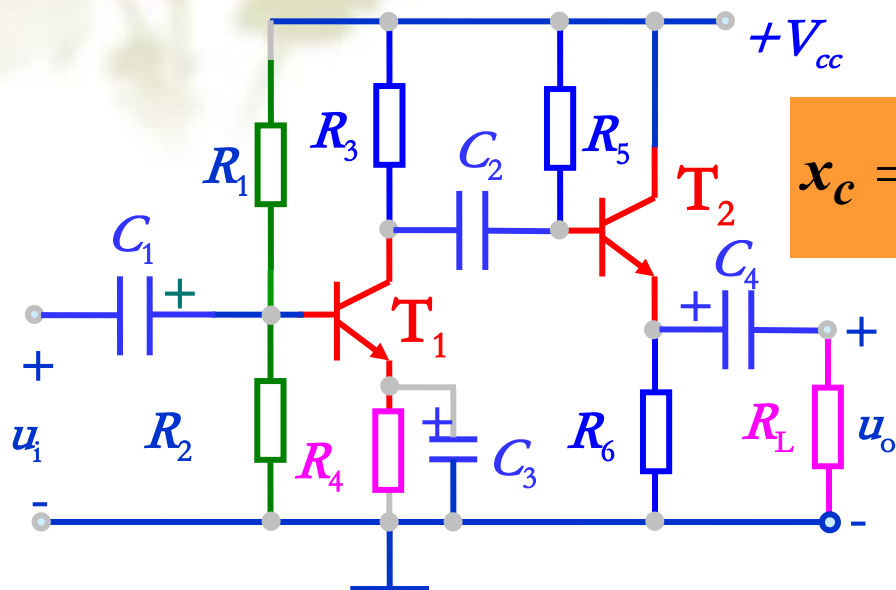 +Vcc
R3
R5
xc =
R1
C2
T2
C1
C4
+
+
T1
+
+
+
ui
R2
R4
C3
R6
RL
uo
-
-